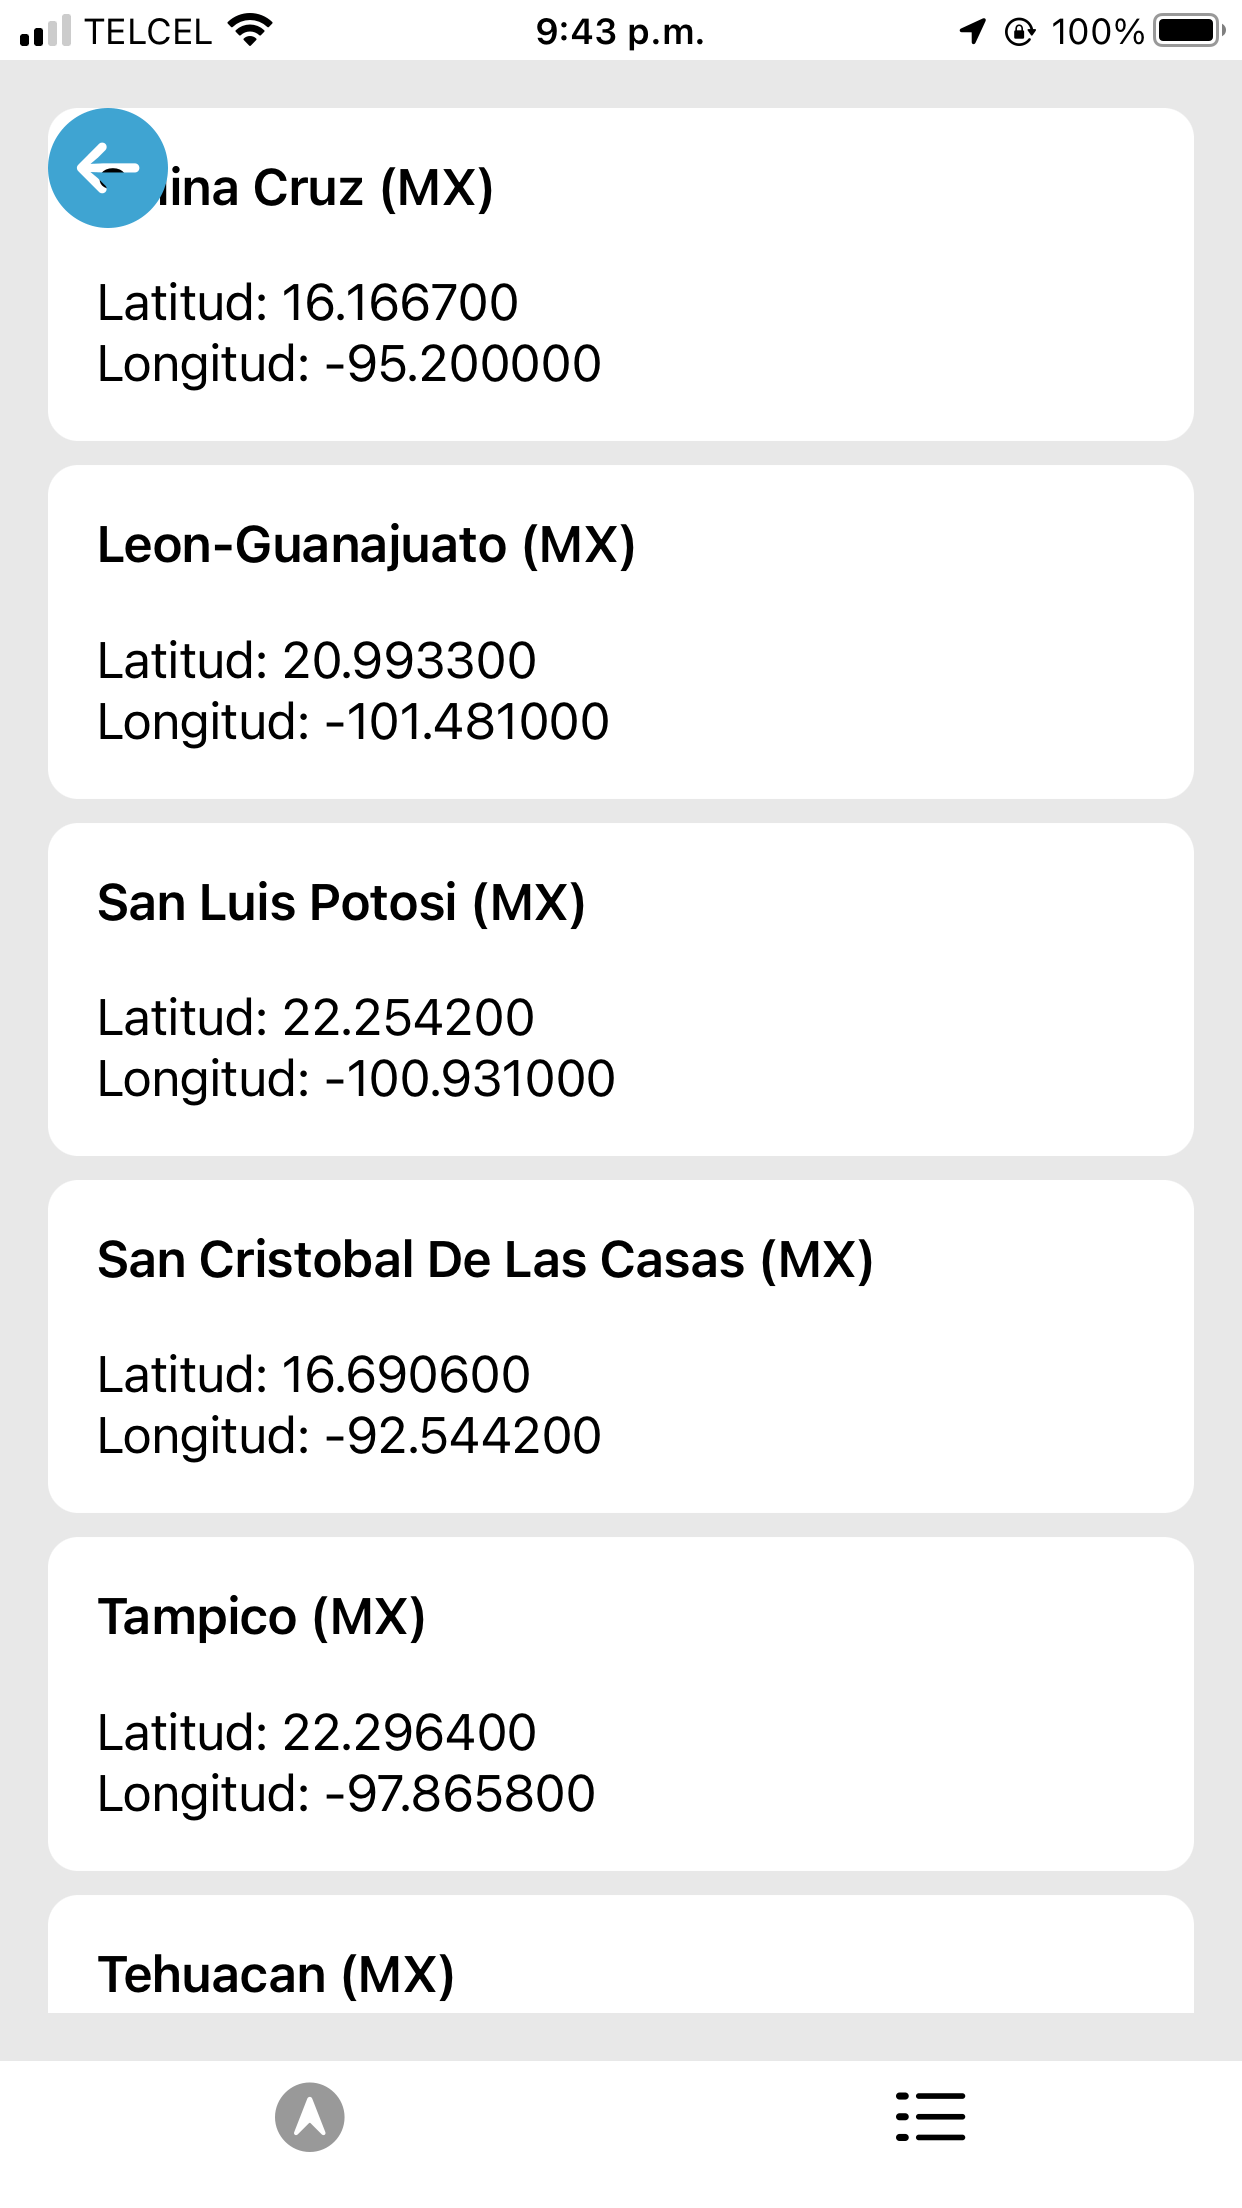 TELCEL 9:43 p.m. 100%
Cruz (MX)
Latitud: 16.166700
Longitud: -95.200000
Leon-Guanajuato (MX)
Latitud: 20.993300
Longitud: -101.481000
San Luis Potosi (MX)
Latitud: 22.254200
Longitud: -100.931000
San Cristobal De Las Casas (MX)
Latitud: 16.690600
Longitud: -92.544200
Tampico (MX)
Latitud: 22.296400
Longitud: -97.865800
Tehuacan (MX)